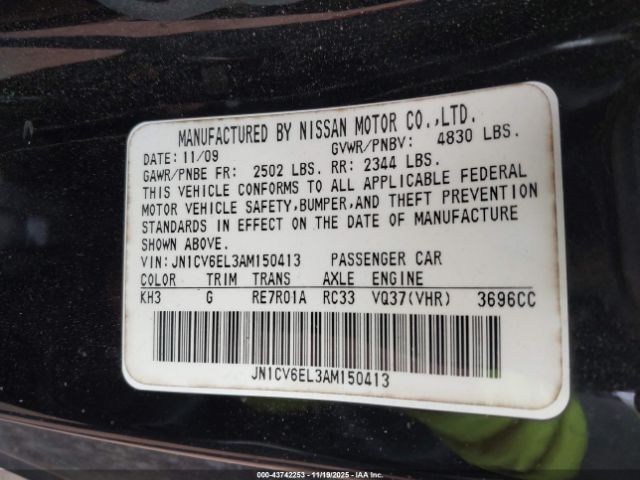 MANUFACTURED BY NISSAN MOTOR CO.,LTD.
DATE: 11/09 GVWR/PNBV: 4830 LBS.
GAWR/PNBE FR: 2502 LBS. RR: 2344 LBS.
THIS VEHICLE CONFORMS TO ALL APPLICABLE FEDERAL
MOTOR VEHICLE SAFETY,BUMPER,AND THEFT PREVENTION
STANDARDS IN EFFECT ON THE DATE OF MANUFACTURE
SHOWN ABOVE.
VIN: JN1CV6EL3AM150413 PASSENGER CAR
COLOR TRIM TRANS AXLE ENGINE
KH3 G RE7R01A RC33 VQ37(VHR) 3696CC
JN1CV6EL3AM150413
000-43742253 | 11/19/2025 | © IAA Inc. - All Rights Reserved